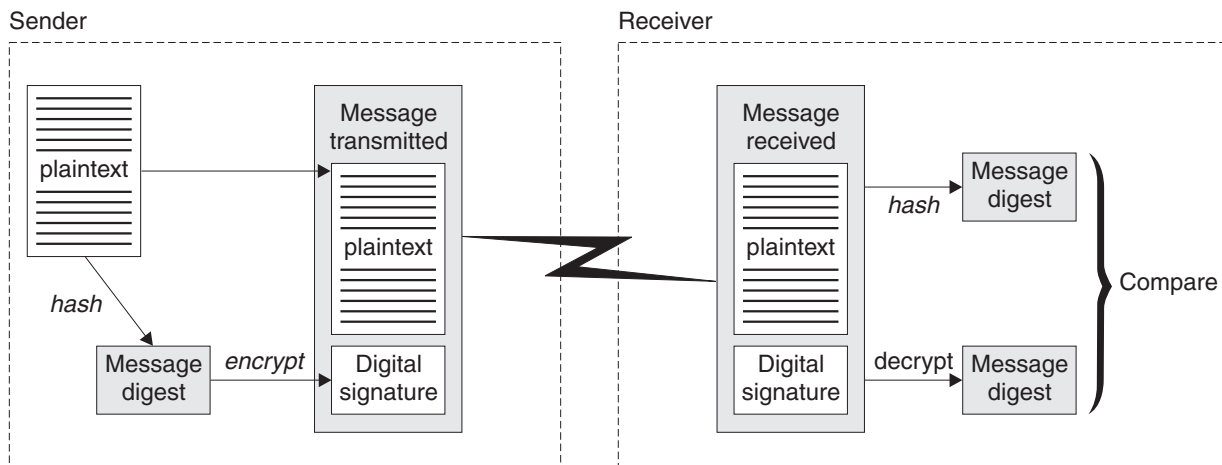 Sender
plaintext
hash
Message
digest
encrypt
Message
transmitted
plaintext
Digital
signature
Receiver
Message
received
plaintext
Digital
signature
hash
Message
digest
decrypt
Message
digest
Compare